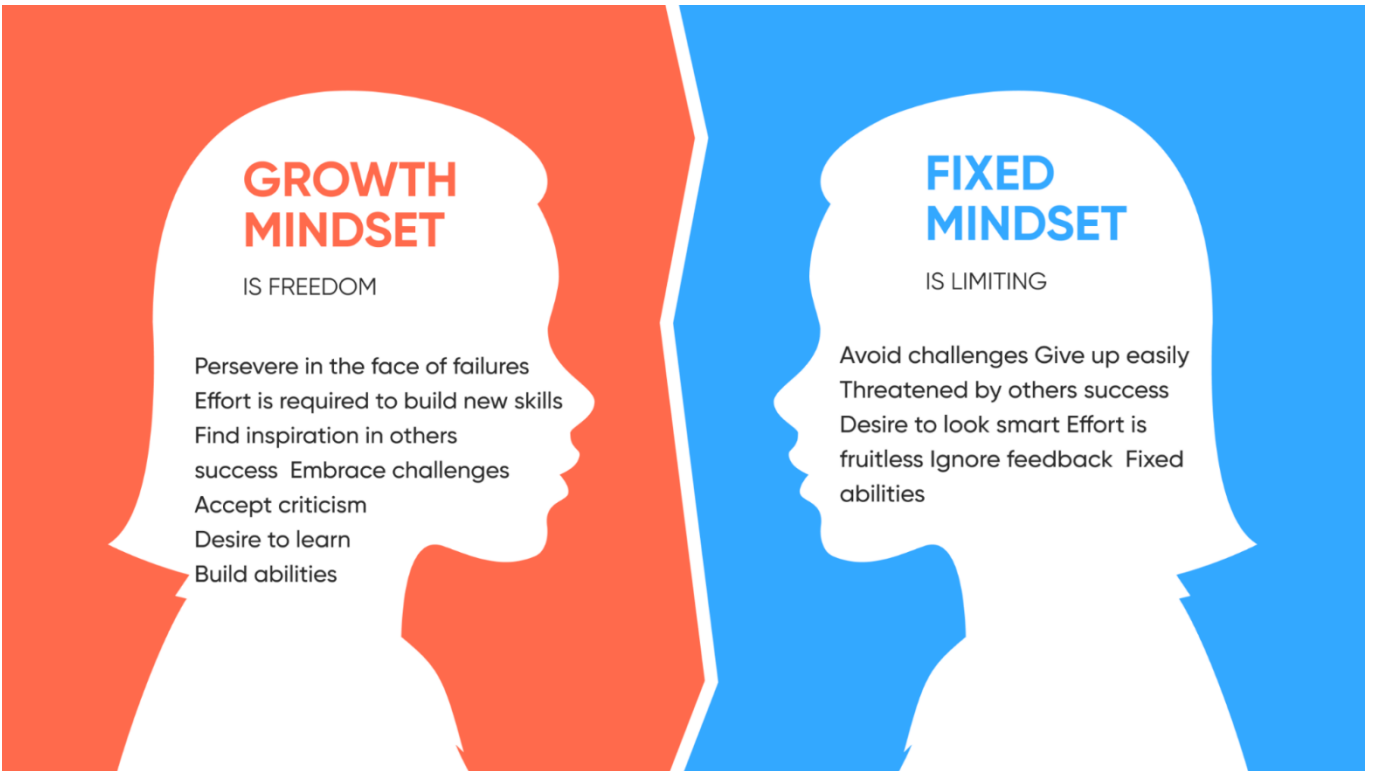 GROWTH
MINDSET
IS FREEDOM
Persevere in the face of failures
Effort is required to build new skills
Find inspiration in others
success  Embrace challenges
Accept criticism
Desire to learn
Build abilities
FIXED
MINDSET
IS LIMITING
Avoid challenges Give up easily
Threatened by others success
Desire to look smart Effort is
fruitless Ignore feedback  Fixed
abilities